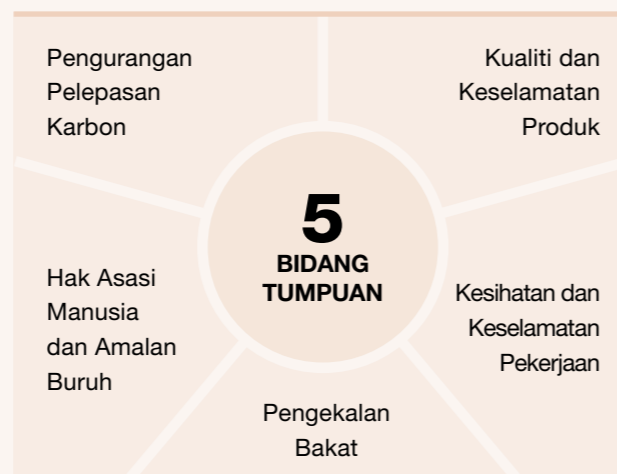 Pengurangan
Pelepasan
Karbon
Kualiti dan
Keselamatan
Produk
5
BIDANG
TUMPUAN
Hak Asasi
Manusia
dan Amalan
Buruh
Kesihatan dan
Keselamatan
Pekerjaan
Pengekalan
Bakat